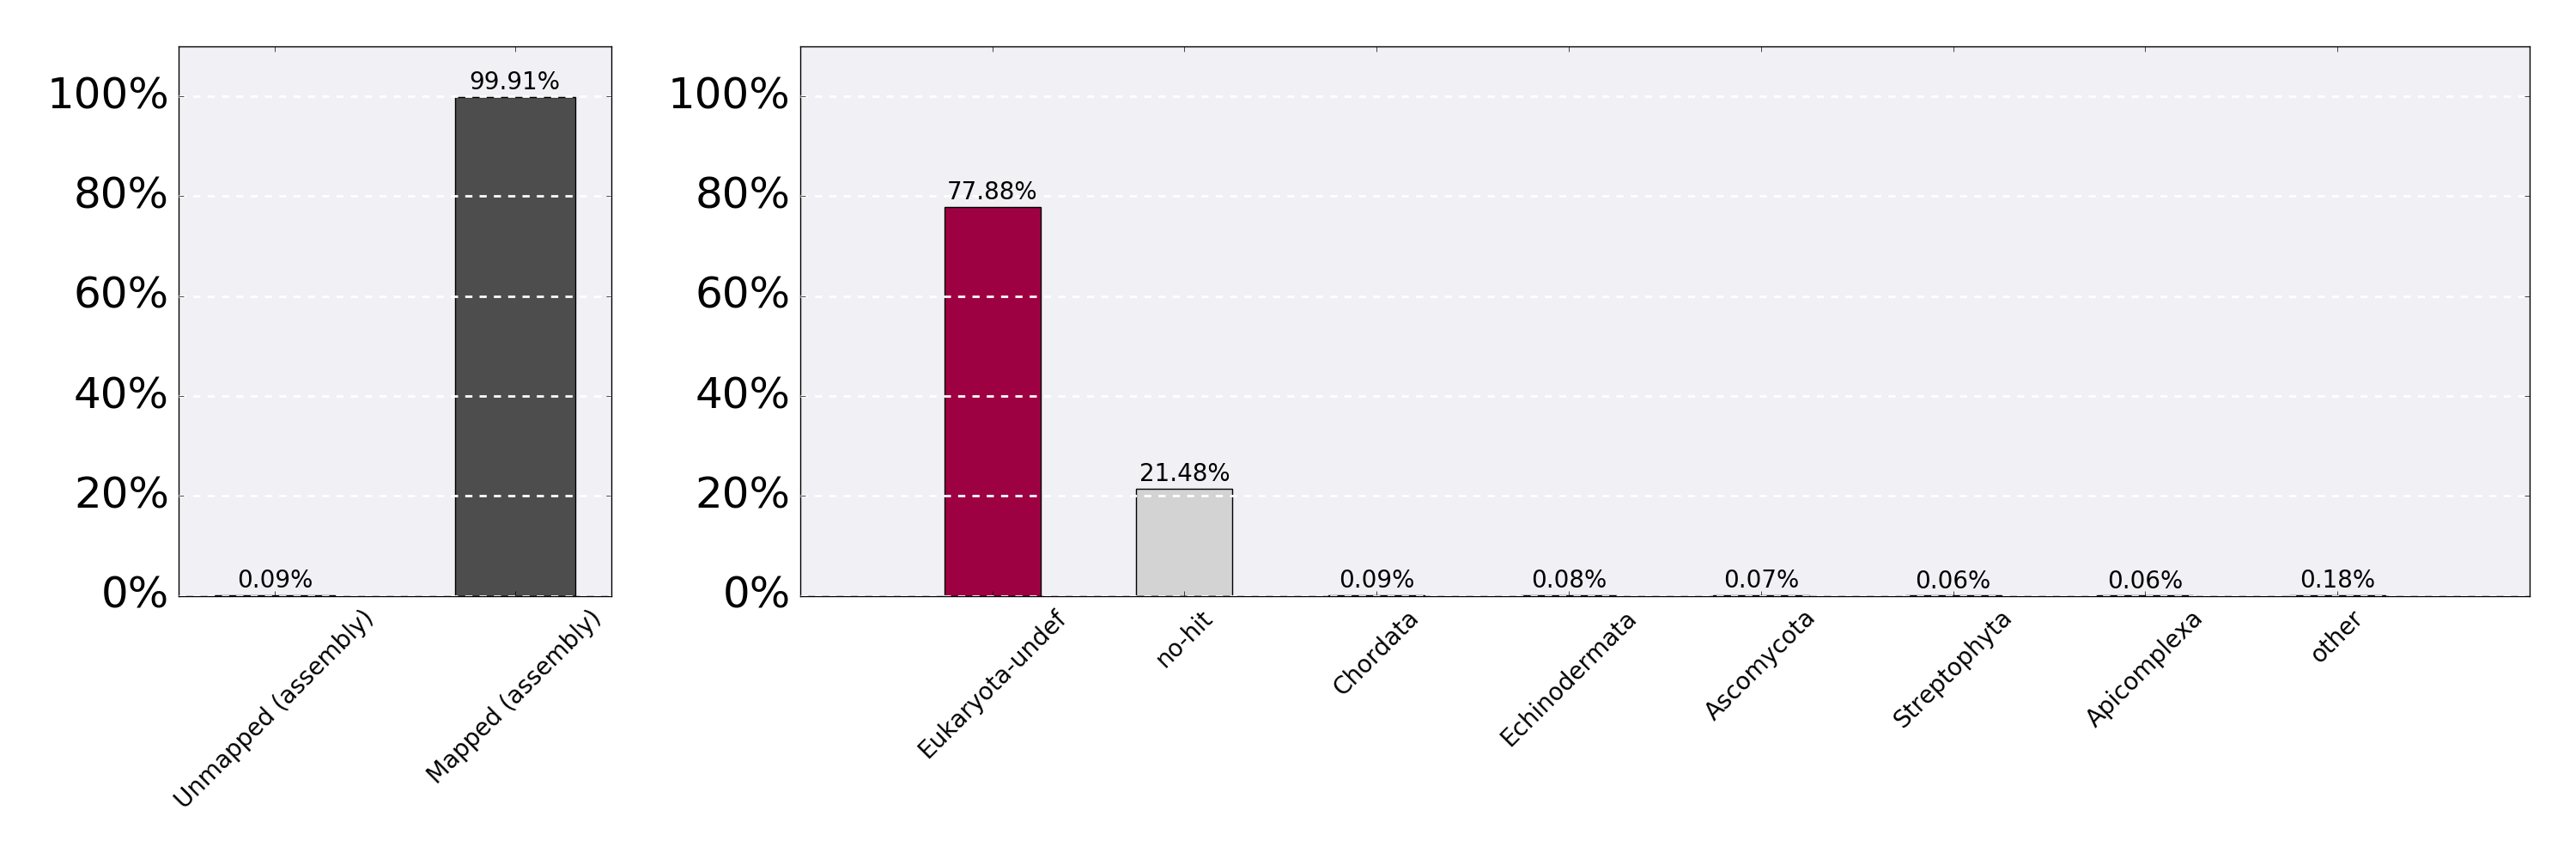 100%
80%
60%
40%
20%
0%
0.09%
99.91%
Unmapped (assembly)
Mapped (assembly)
100%
80%
60%
40%
20%
0%
77.88%
21.48%
0.09%
0.08%
0.07%
0.06%
0.06%
0.18%
Eukaryota-undef
no-hit
Chordata
Echinodermata
Ascomycota
Streptophyta
Apicomplexa
other